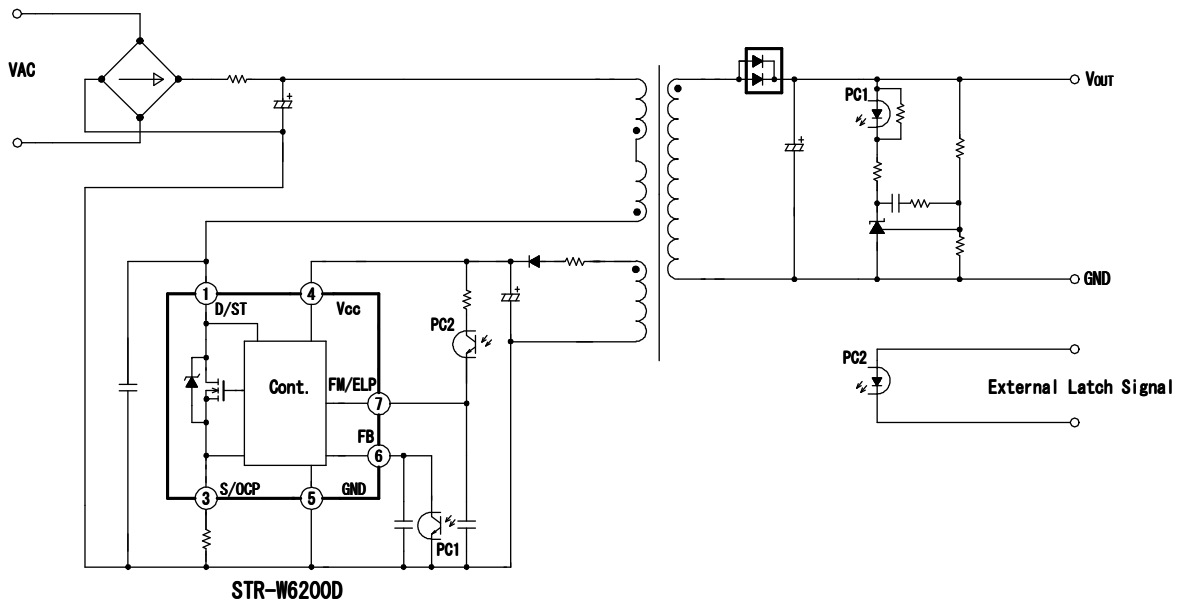 VAC
VOUT
PC1
1
4
D/ST
VCC
GND
PC2
PC2
Cont.
FM/ELP
7
External Latch Signal
FB
6
3
S/OCP
5
GND
PC1
STR-W6200D